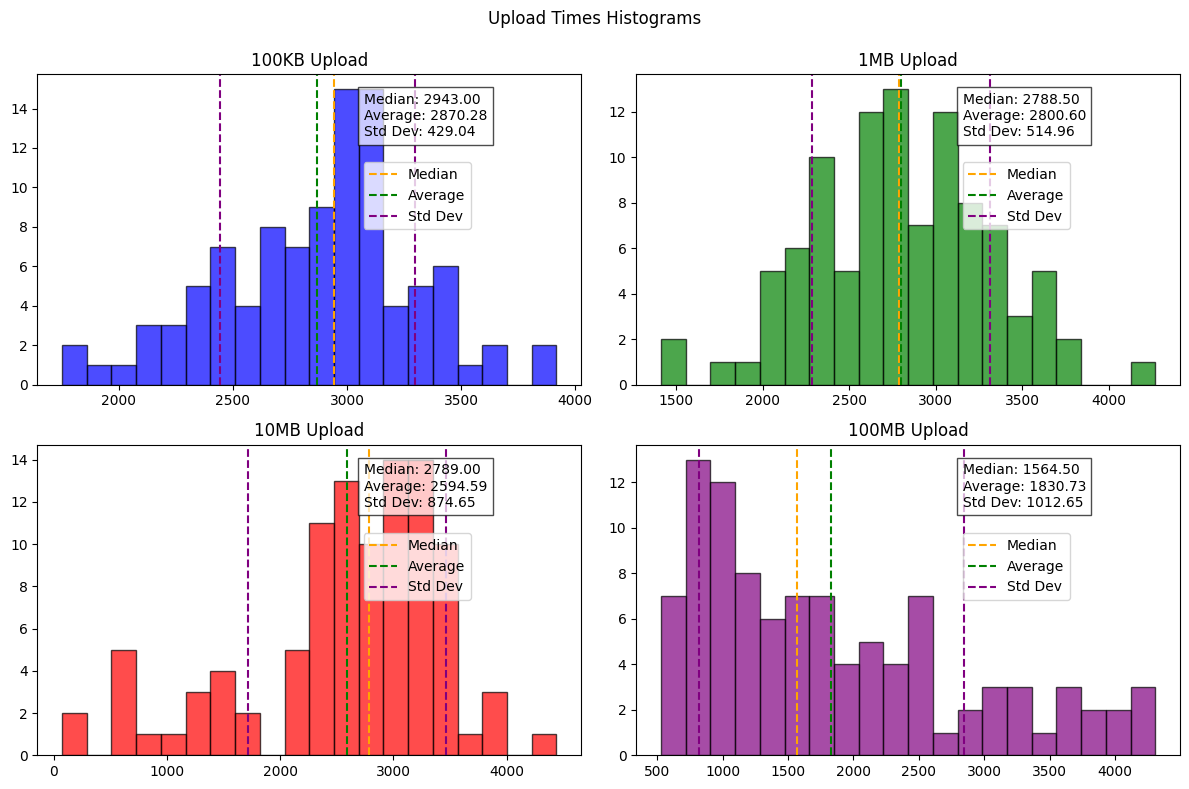 Upload Times Histograms
100KB Upload
14
12
10
8
6
4
2
0
2000 2500 3000 3500 4000
Median: 2943.00
Average: 2870.28
Std Dev: 429.04
Median
Average
Std Dev
1MB Upload
12
10
8
6
4
2
0
1500 2000 2500 3000 3500 4000
Median: 2788.50
Average: 2800.60
Std Dev: 514.96
Median
Average
Std Dev
10MB Upload
14
12
10
8
6
4
2
0
0 1000 2000 3000 4000
Median: 2789.00
Average: 2594.59
Std Dev: 874.65
Median
Average
Std Dev
100MB Upload
12
10
8
6
4
2
0
500 1000 1500 2000 2500 3000 3500 4000
Median: 1564.50
Average: 1830.73
Std Dev: 1012.65
Median
Average
Std Dev